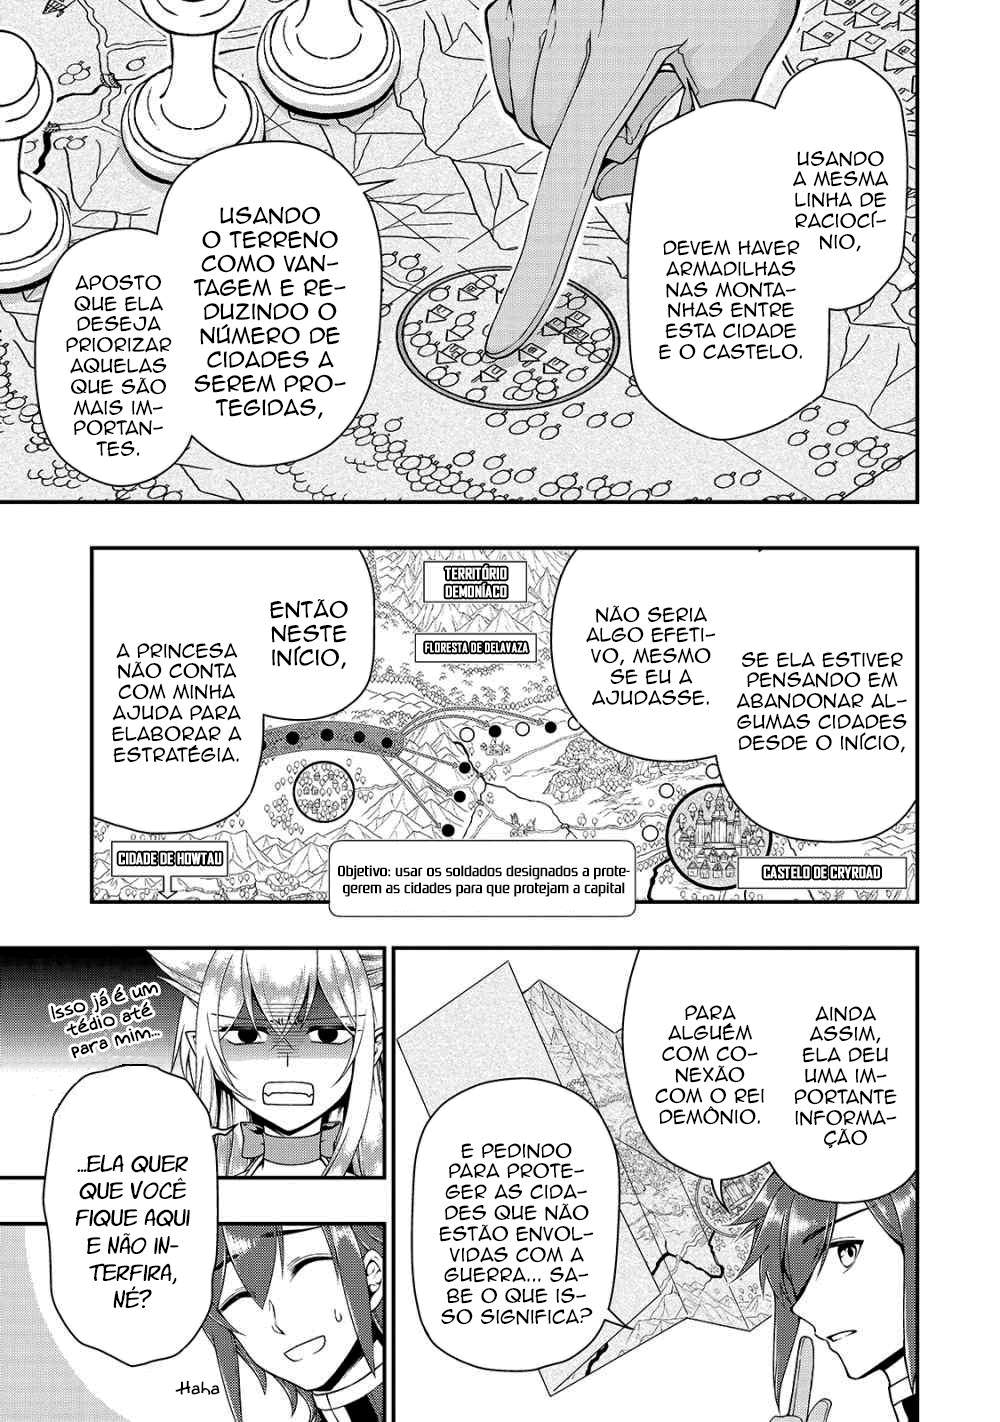 USANDO
A MESMA
LINHA DE
RACIOCÍ-
NIO,
DEVEM HAVER
ARMADILHAS
NAS MONTA-
NHAS ENTRE
ESTA CIDADE
E O CASTELO.
USANDO
O TERRENO
COMO VAN-
TAGEM E RE-
DUZINDO O
NÚMERO DE
CIDADES A
SEREM PRO-
TEGIDAS,
APOSTO
QUE ELA
DESEJA
PRIORIZAR
AQUELAS
QUE SÃO
MAIS IM-
PORTAN-
TES.
SE ELA ESTIVER
PENSANDO EM
ABANDONAR AL-
GUMAS CIDADES
DESDE O INÍCIO,
NÃO SERIA
ALGO EFETI-
VO, MESMO
SE EU A
AJUDASSE.
TERRITÓRIO
DEMONÍACO
FLORESTA DE DELAVAZA
ENTÃO
NESTE
INÍCIO,
A PRINCESA
NÃO CONTA
COM MINHA
AJUDA PARA
ELABORAR A
ESTRATÉGIA.
CIDADE DE HOWTAU
Objetivo: usar os soldados designados a prote-
gerem as cidades para que protejam a capital
CASTELO DE CRYROAD
AINDA
ASSIM,
ELA DEU
UMA IM-
PORTANTE
INFORMA-
ÇÃO
PARA
ALGUÉM
COM CO-
NEXÃO
COM O REI
DEMÔNIO.
E PEDINDO
PARA PROTE-
GER AS CIDA-
DES QUE NÃO
ESTÃO ENVOL-
VIDAS COM A
GUERRA... SA-
BE O QUE IS-
SO SIGNIFICA?
Isso já é um
tédio até
para mim...
...ELA QUER
QUE VOCÊ
FIQUE AQUI
E NÃO IN-
TERFIRA,
NÉ?
Haha